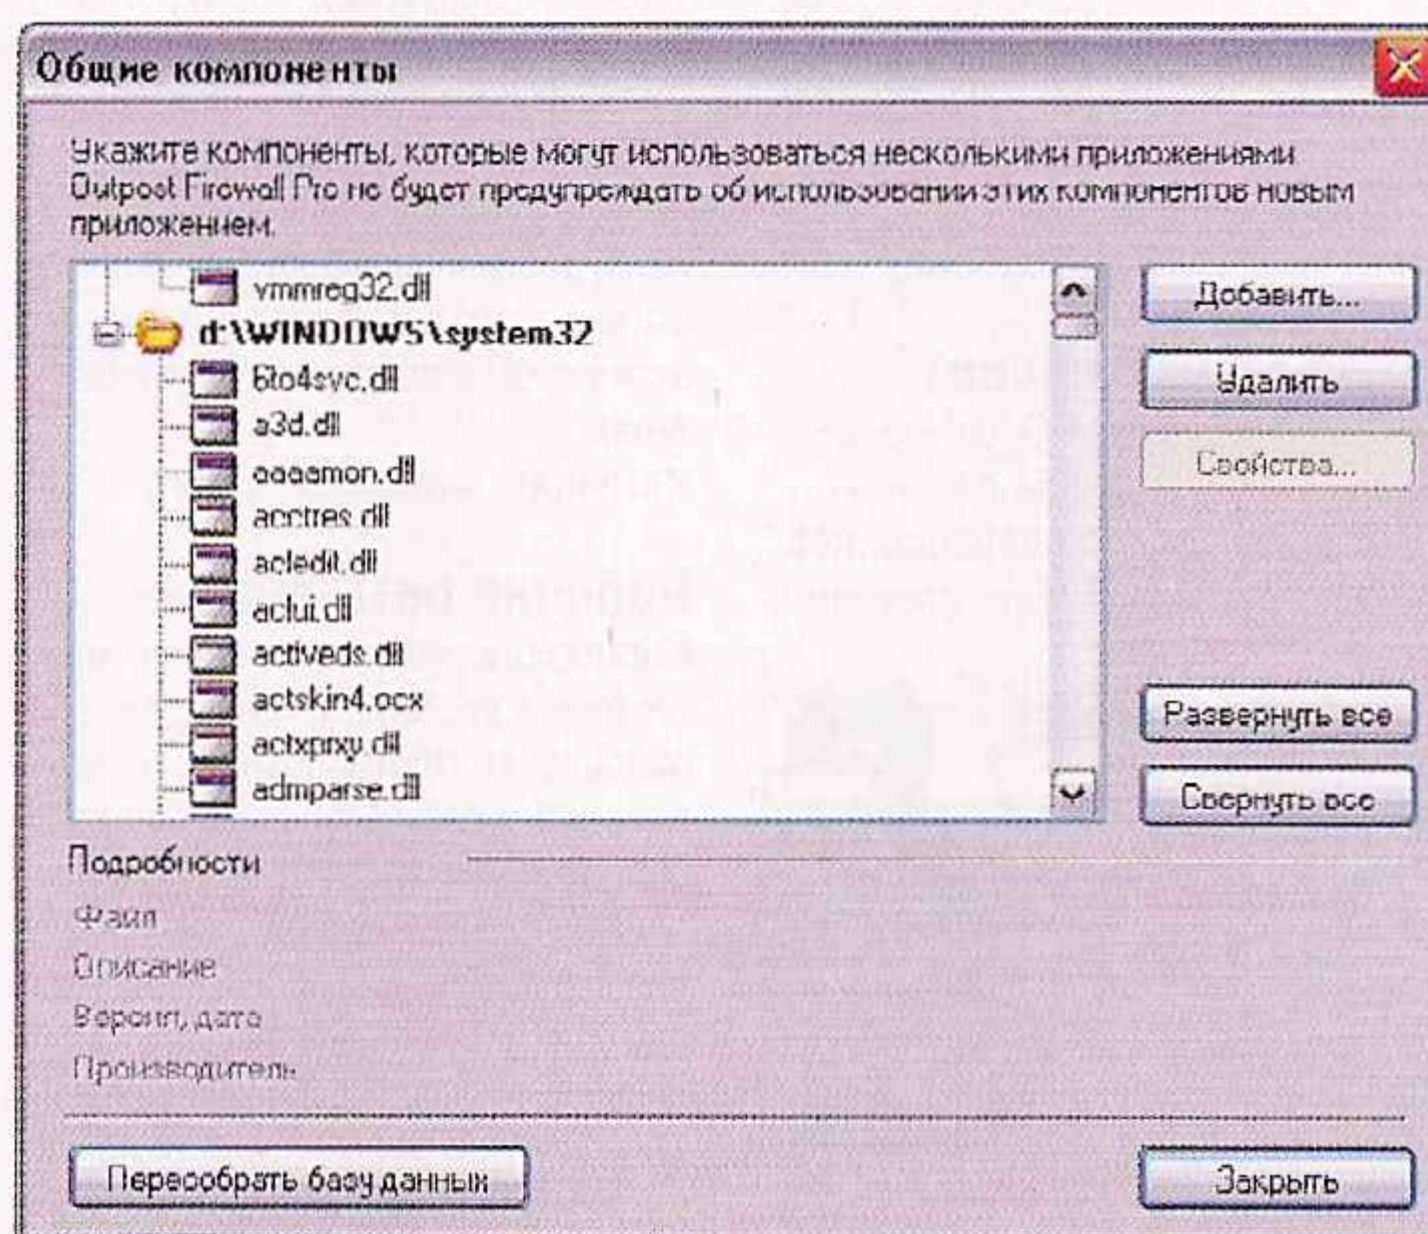 Общие компоненты
Укажите компоненты, которые могут использоваться несколькими приложениями.
Outpost Firewall Pro не будет предупреждать об использовании этих компонентов новым
приложением.
vmmreg32.dll
d:\WINDOWS\system32
6to4svc.dll
a3d.dll
aaaamon.dll
acctres.dll
acledit.dll
aclui.dll
activeds.dll
actskin4.ocx
actxprxy.dll
admparse.dll
Добавить...
Удалить
Свойства...
Развернуть все
Свернуть все
Подробности
Файл
Описание
Версия, дата
Производитель
Пересобрать базу данных
Закрыть